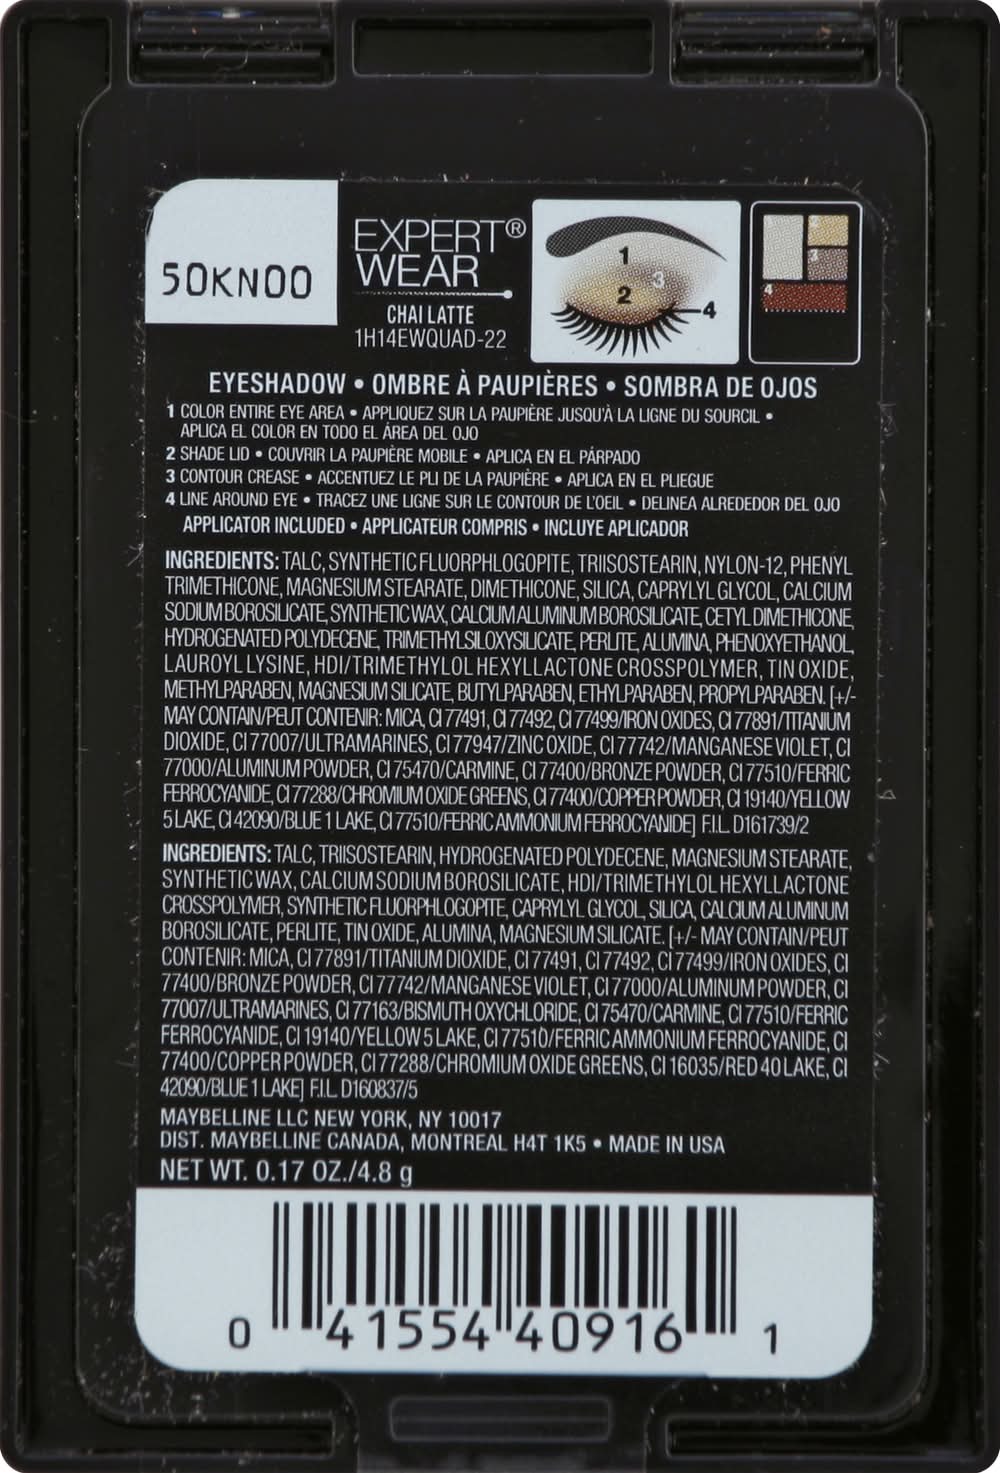 50KN00
EXPERT®
WEAR
CHAI LATTE
1H14EWQUAD-22
1
2
3
4
1
2
3
4
EYESHADOW • OMBRE À PAUPIÈRES • SOMBRA DE OJOS
1 COLOR ENTIRE EYE AREA • APPLIQUEZ SUR LA PAUPIÈRE JUSQU'À LA LIGNE DU SOURCIL •
APLICA EL COLOR EN TODO EL ÁREA DEL OJO
2 SHADE LID • COUVRIR LA PAUPIÈRE MOBILE • APLICA EN EL PÁRPADO
3 CONTOUR CREASE • ACCENTUEZ LE PLI DE LA PAUPIÈRE • APLICA EN EL PLIEGUE
4 LINE AROUND EYE • TRACEZ UNE LIGNE SUR LE CONTOUR DE L'OEIL • DELINEA ALREDEDOR DEL OJO
APPLICATOR INCLUDED • APPLICATEUR COMPRIS • INCLUYE APLICADOR
INGREDIENTS: TALC, SYNTHETIC FLUORPHLOGOPITE, TRIISOSTEARIN, NYLON-12, PHENYL
TRIMETHICONE, MAGNESIUM STEARATE, DIMETHICONE, SILICA, CAPRYLYL GLYCOL, CALCIUM
SODIUM BOROSILICATE, SYNTHETIC WAX, CALCIUM ALUMINUM BOROSILICATE, CETYL DIMETHICONE,
HYDROGENATED POLYDECENE, TRIMETHYLSILOXYSILICATE, PERLITE, ALUMINA, PHENOXYETHANOL,
LAUROYL LYSINE, HDI/TRIMETHYLOL HEXYLLACTONE CROSSPOLYMER, TIN OXIDE,
METHYLPARABEN, MAGNESIUM SILICATE, BUTYLPARABEN, ETHYLPARABEN, PROPYLPARABEN. [+/-
MAY CONTAIN/PEUT CONTENIR: MICA, CI 77491, CI 77492, CI 77499/IRON OXIDES, CI 77891/TITANIUM
DIOXIDE, CI 77007/ULTRAMARINES, CI 77947/ZINC OXIDE, CI 77742/MANGANESE VIOLET, CI
77000/ALUMINUM POWDER, CI 75470/CARMINE, CI 77400/BRONZE POWDER, CI 77510/FERRIC
FERROCYANIDE, CI 77288/CHROMIUM OXIDE GREENS, CI 77400/COPPER POWDER, CI 19140/YELLOW
5 LAKE, CI 42090/BLUE 1 LAKE, CI 77510/FERRIC AMMONIUM FERROCYANIDE] F.I.L. D161739/2
INGREDIENTS: TALC, TRIISOSTEARIN, HYDROGENATED POLYDECENE, MAGNESIUM STEARATE,
SYNTHETIC WAX, CALCIUM SODIUM BOROSILICATE, HDI/TRIMETHYLOL HEXYLLACTONE
CROSSPOLYMER, SYNTHETIC FLUORPHLOGOPITE, CAPRYLYL GLYCOL, SILICA, CALCIUM ALUMINUM
BOROSILICATE, PERLITE, TIN OXIDE, ALUMINA, MAGNESIUM SILICATE. [+/- MAY CONTAIN/PEUT
CONTENIR: MICA, CI 77891/TITANIUM DIOXIDE, CI 77491, CI 77492, CI 77499/IRON OXIDES, CI
77400/BRONZE POWDER, CI 77742/MANGANESE VIOLET, CI 77000/ALUMINUM POWDER, CI
77007/ULTRAMARINES, CI 77163/BISMUTH OXYCHLORIDE, CI 75470/CARMINE, CI 77510/FERRIC
FERROCYANIDE, CI 19140/YELLOW 5 LAKE, CI 77510/FERRIC AMMONIUM FERROCYANIDE, CI
77400/COPPER POWDER, CI 77288/CHROMIUM OXIDE GREENS, CI 16035/RED 40 LAKE, CI
42090/BLUE 1 LAKE] F.I.L. D160837/5
MAYBELLINE LLC NEW YORK, NY 10017
DIST. MAYBELLINE CANADA, MONTREAL H4T 1K5 • MADE IN USA
NET WT. 0.17 OZ./4.8 g
0 41554 40916 1